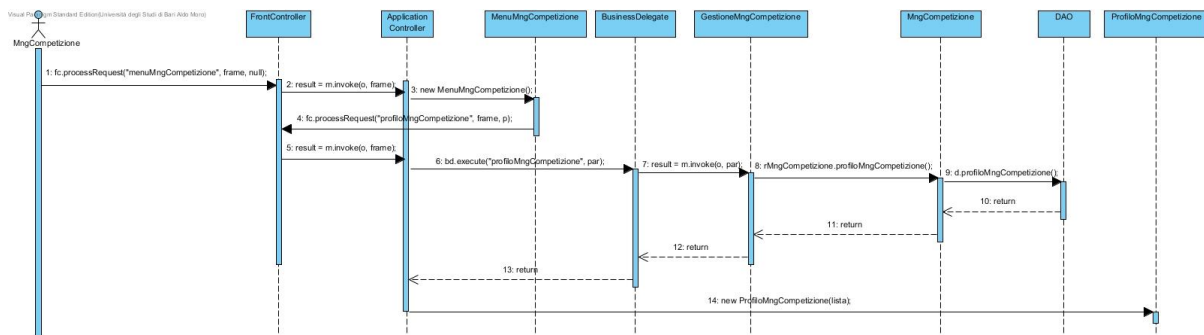 Visual Paradigm Standard Edition(Università degli Studi di Bari Aldo Moro)
MngCompetizione
FrontController
Application
Controller
MenuMngCompetizione
BusinessDelegate
GestioneMngCompetizione
MngCompetizione
DAO
ProfiloMngCompetizione
1: fc.processRequest("menuMngCompetizione", frame, null);
2: result = m.invoke(o, frame);
3: new MenuMngCompetizione();
4: fc.processRequest("profiloMngCompetizione", frame, p);
5: result = m.invoke(o, frame);
6: bd.execute("profiloMngCompetizione", par);
7: result = m.invoke(o, par);
8: rMngCompetizione.profiloMngCompetizione();
9: d.profiloMngCompetizione();
10: return
11: return
12: return
13: return
14: new ProfiloMngCompetizione(lista);